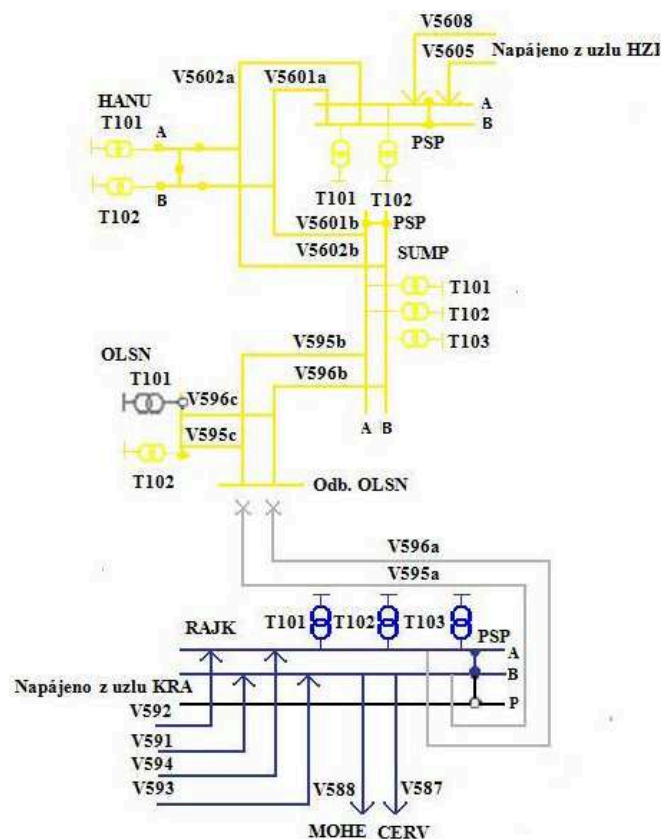 V5608
V5605
Napájeno z uzlu HZI
V5602a
V5601a
HANU
T101
A
A
B
PSP
B
T102
T101
T102
V5601b
PSP
V5602b
SUMP
T101
T102
T103
V595b
OLSN
T101
V596b
V596c
V595c
A B
T102
Odb. OLSN
V596a
V595a
RAJK
T101
T102
T103
PSP
A
B
Napájeno z uzlu KRA
P
V592
V591
V594
V593
V588
V587
MOHE
CERV